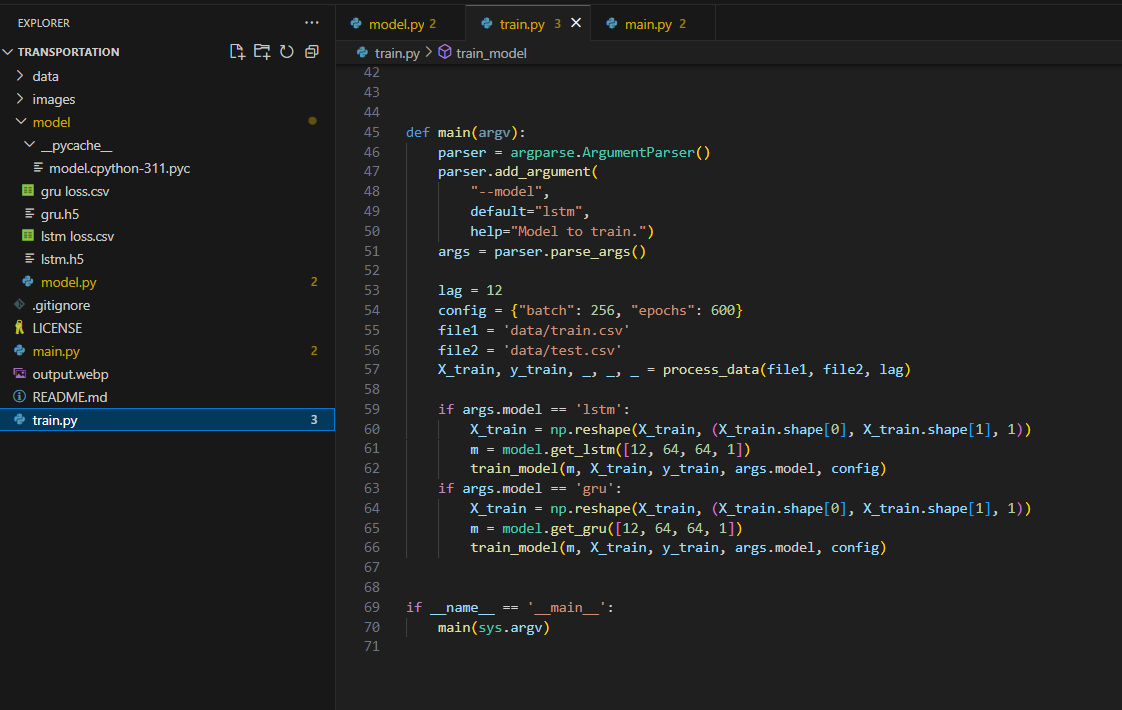 EXPLORER
TRANSPORTATION
data
images
model
__pycache__
model.cpython-311.pyc
gru loss.csv
gru.h5
lstm loss.csv
lstm.h5
model.py 2
.gitignore
LICENSE
main.py 2
output.webp
README.md
train.py 3
model.py 2 train.py 3 main.py 2
train.py > train_model
42
43
44
45 def main(argv):
46     parser = argparse.ArgumentParser()
47     parser.add_argument(
48         "--model",
49         default="lstm",
50         help="Model to train.")
51     args = parser.parse_args()
52
53     lag = 12
54     config = {"batch": 256, "epochs": 600}
55     file1 = 'data/train.csv'
56     file2 = 'data/test.csv'
57     X_train, y_train, _, _, _ = process_data(file1, file2, lag)
58
59     if args.model == 'lstm':
60         X_train = np.reshape(X_train, (X_train.shape[0], X_train.shape[1], 1))
61         m = model.get_lstm([12, 64, 64, 1])
62         train_model(m, X_train, y_train, args.model, config)
63     if args.model == 'gru':
64         X_train = np.reshape(X_train, (X_train.shape[0], X_train.shape[1], 1))
65         m = model.get_gru([12, 64, 64, 1])
66         train_model(m, X_train, y_train, args.model, config)
67
68
69 if __name__ == '__main__':
70     main(sys.argv)
71